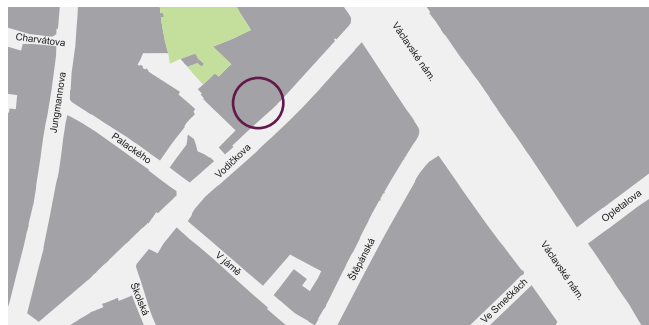 Charvátova
Václavské nám.
Jungmannova
Palackého
Vodičkova
Opletalova
Štěpánská
V jámě
Václavské nám.
Školská
Ve Smečkách